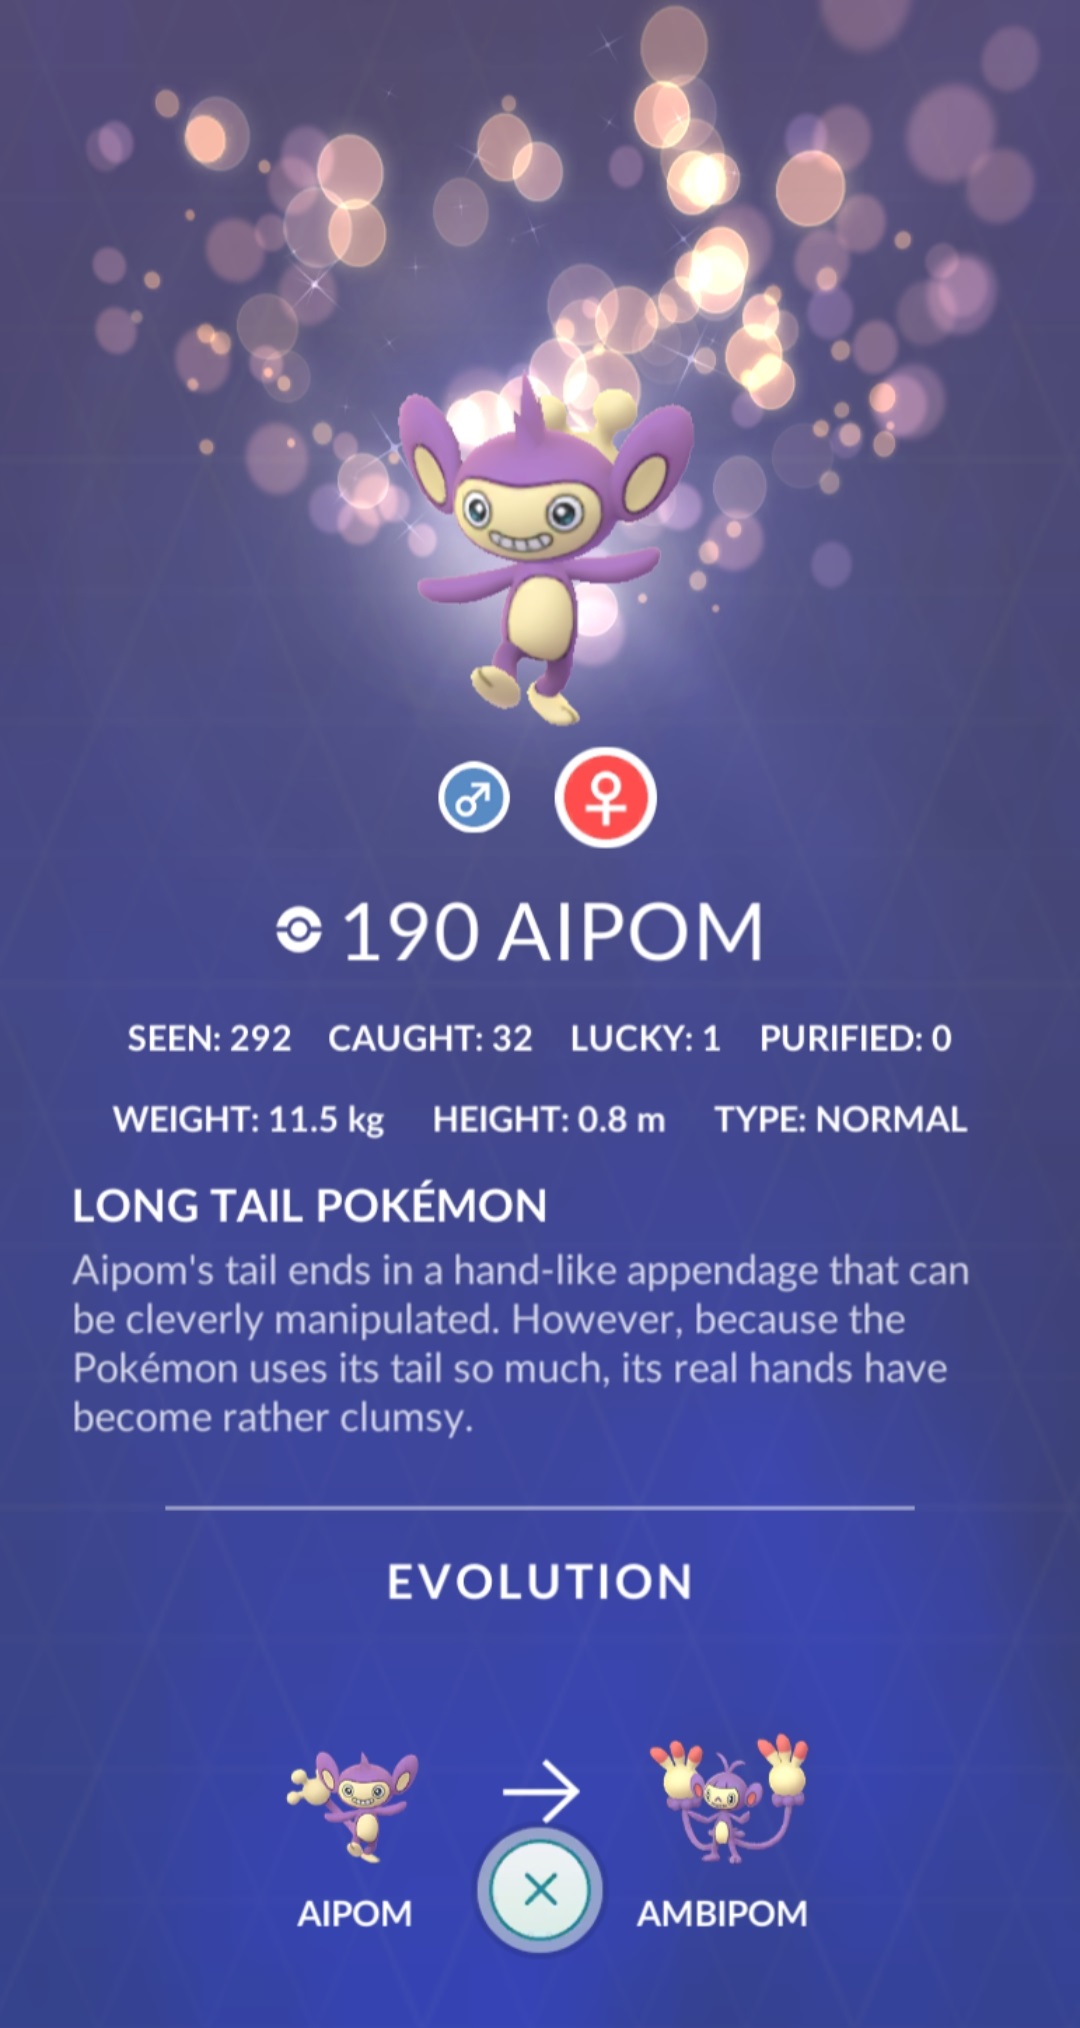 190 AIPOM
SEEN: 292 CAUGHT: 32 LUCKY: 1 PURIFIED: 0
WEIGHT: 11.5 kg HEIGHT: 0.8 m TYPE: NORMAL
LONG TAIL POKÉMON
Aipom's tail ends in a hand-like appendage that can
be cleverly manipulated. However, because the
Pokémon uses its tail so much, its real hands have
become rather clumsy.
EVOLUTION
AIPOM AMBIPOM